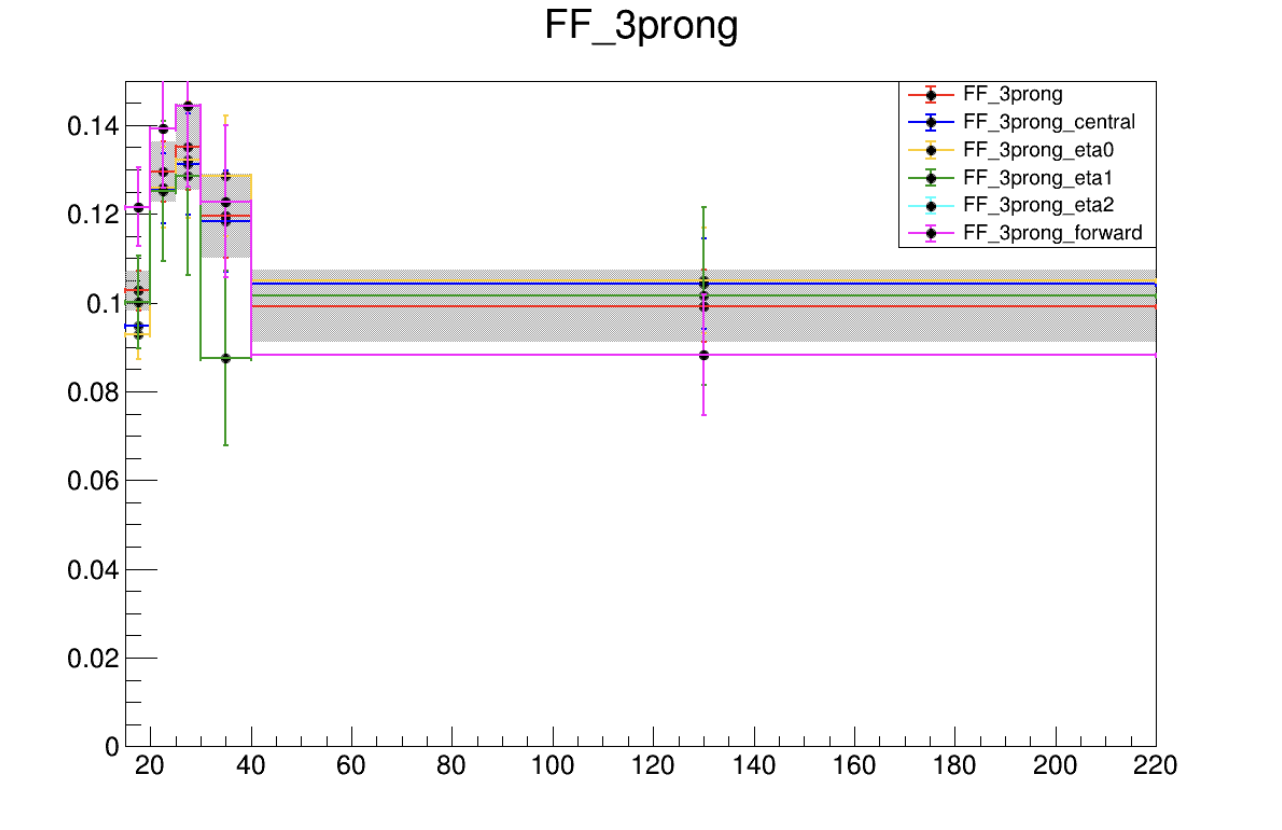 FF_3prong
0.14
0.12
0.1
0.08
0.06
0.04
0.02
0
20 40 60 80 100 120 140 160 180 200 220
FF_3prong
FF_3prong_central
FF_3prong_eta0
FF_3prong_eta1
FF_3prong_eta2
FF_3prong_forward